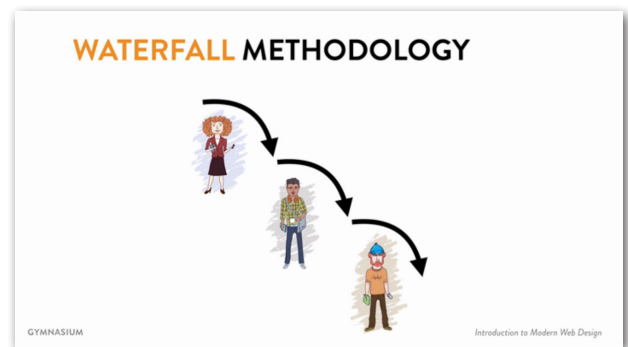 WATERFALL METHODOLOGY
GYMNASIUM
Introduction to Modern Web Design